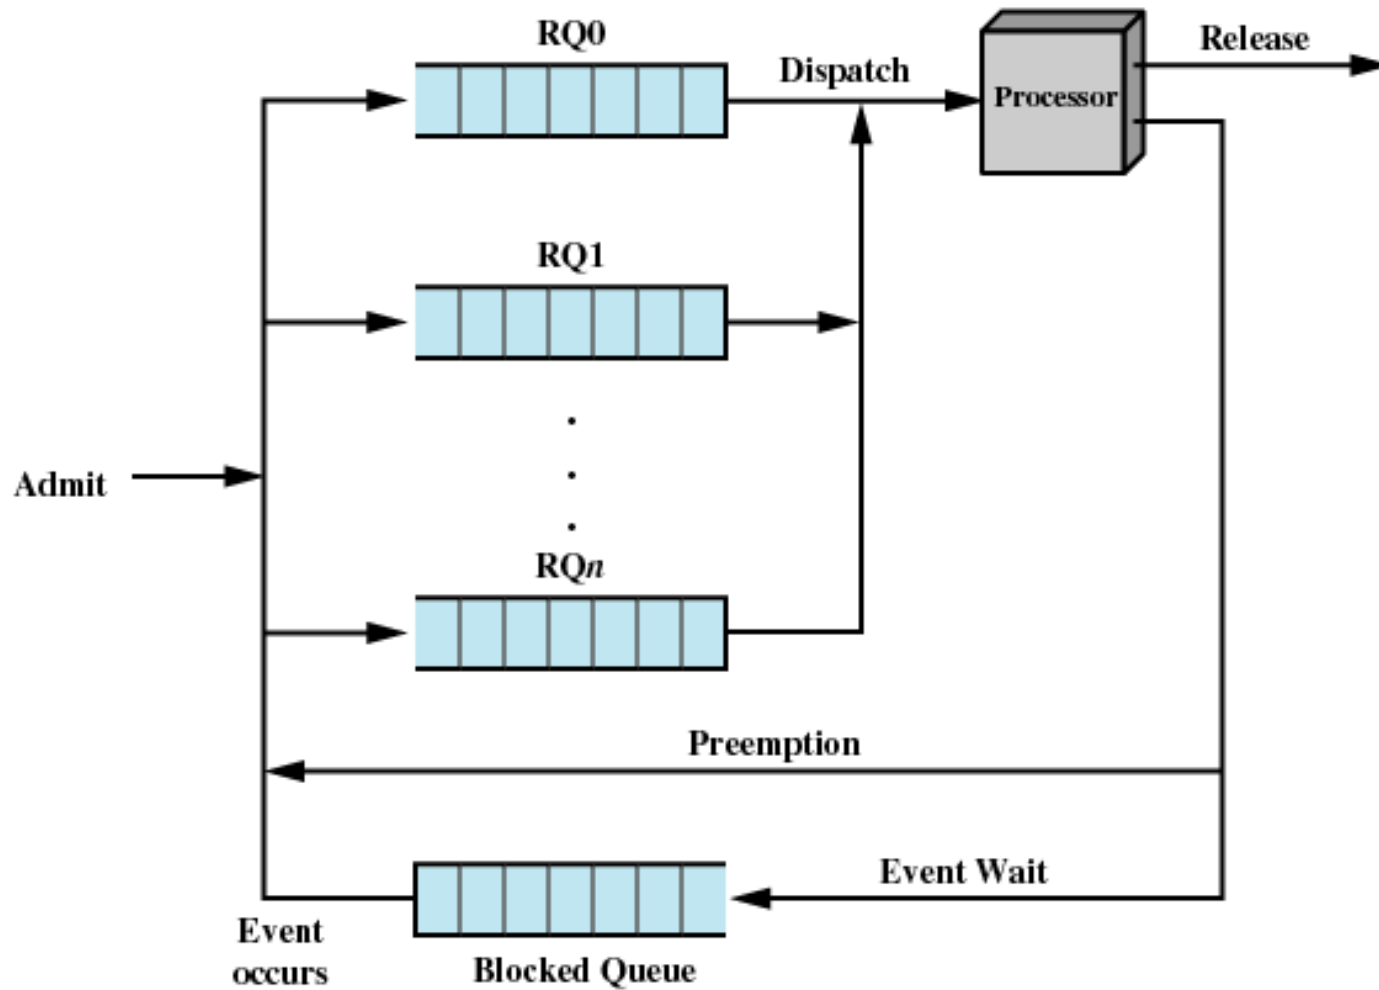 RQ0
Release
Dispatch
Processor
RQ1
Admit
RQn
Preemption
Event Wait
Event
occurs
Blocked Queue